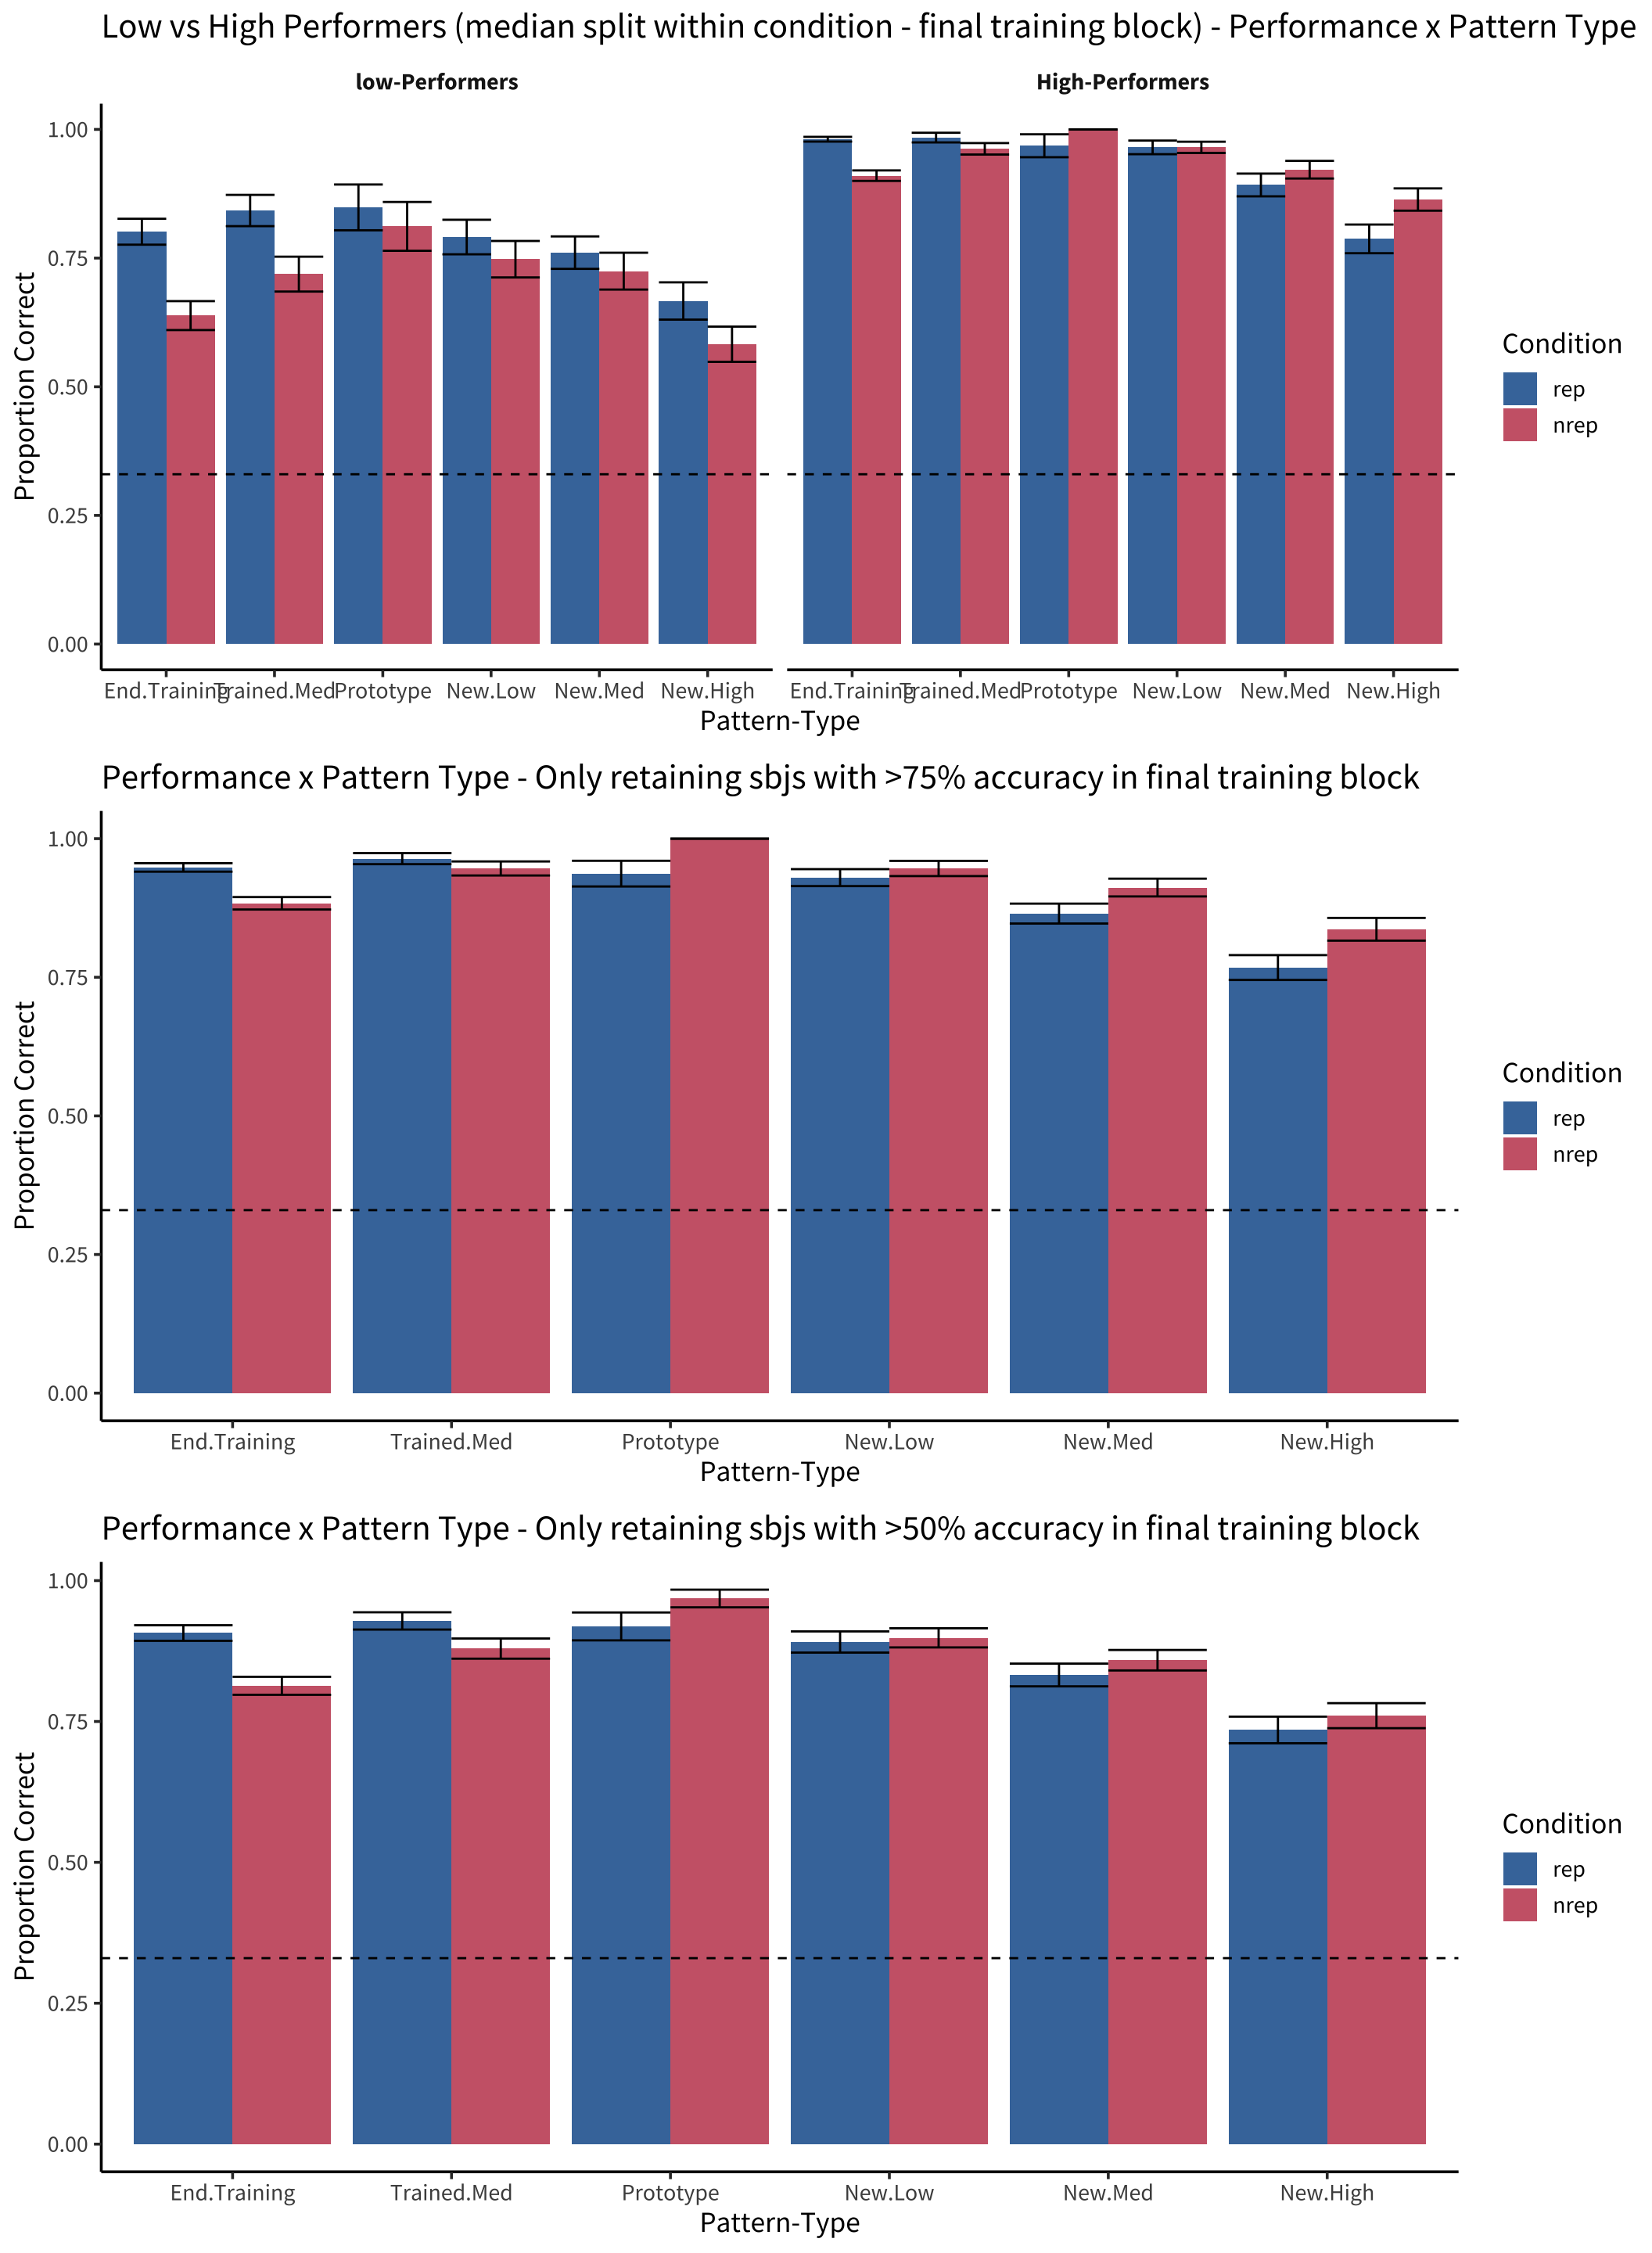 Low vs High Performers (median split within condition - final training block) - Performance x Pattern Type
low-Performers
High-Performers
1.00
0.75
0.50
0.25
0.00
Proportion Correct
End.Training Trained.Med Prototype New.Low New.Med New.High
End.Training Trained.Med Prototype New.Low New.Med New.High
Pattern-Type
Condition
rep
nrep
Performance x Pattern Type - Only retaining sbjs with >75% accuracy in final training block
1.00
0.75
0.50
0.25
0.00
Proportion Correct
End.Training Trained.Med Prototype New.Low New.Med New.High
Pattern-Type
Condition
rep
nrep
Performance x Pattern Type - Only retaining sbjs with >50% accuracy in final training block
1.00
0.75
0.50
0.25
0.00
Proportion Correct
End.Training Trained.Med Prototype New.Low New.Med New.High
Pattern-Type
Condition
rep
nrep